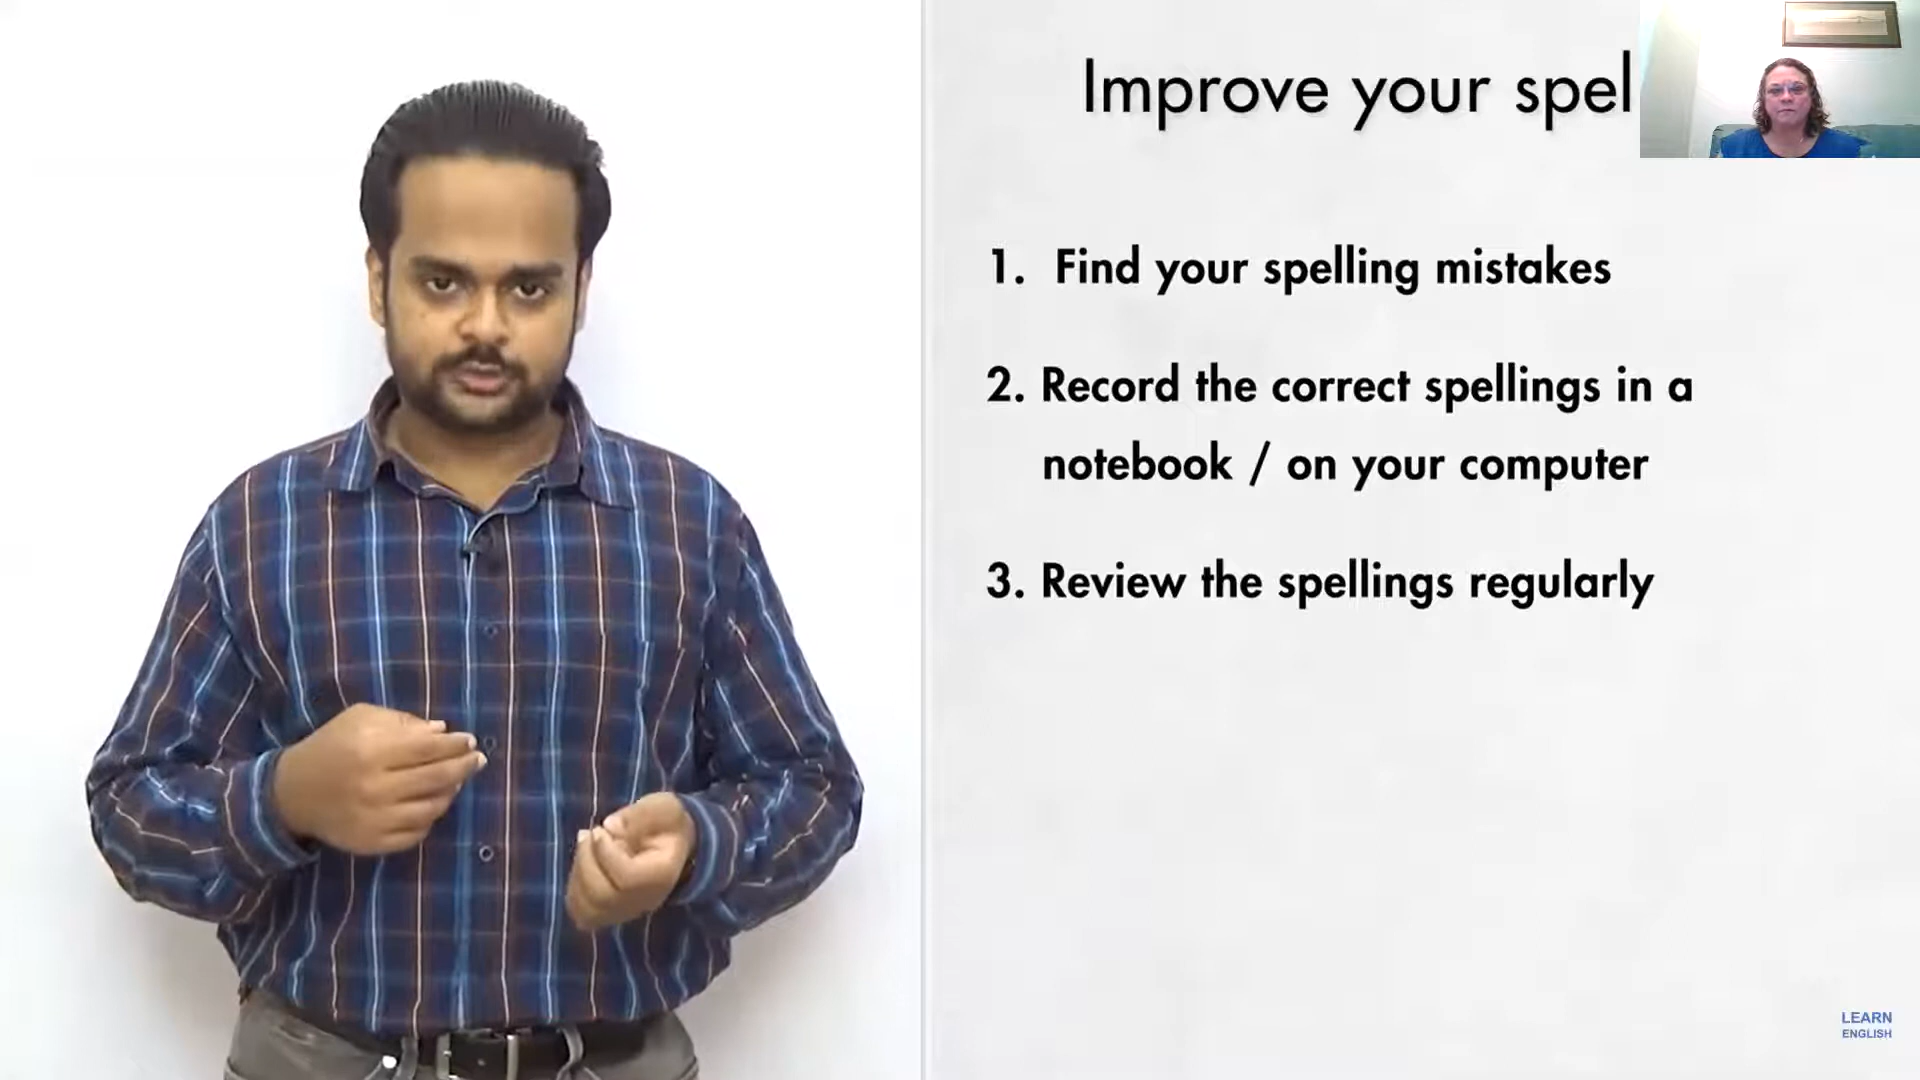 Improve your spel
1. Find your spelling mistakes
2. Record the correct spellings in a
notebook / on your computer
3. Review the spellings regularly
LEARN
ENGLISH